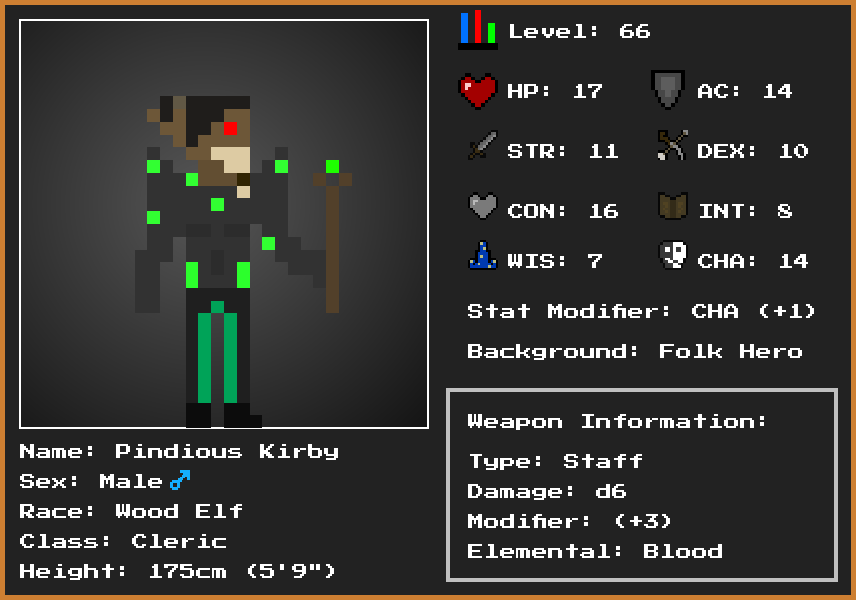 Level: 66
HP: 17 AC: 14
STR: 11 DEX: 10
CON: 16 INT: 8
WIS: 7 CHA: 14
Stat Modifier: CHA (+1)
Background: Folk Hero
Weapon Information:
Type: Staff
Damage: d6
Modifier: (+3)
Elemental: Blood
Name: Pindious Kirby
Sex: Male ♂
Race: Wood Elf
Class: Cleric
Height: 175cm (5'9")